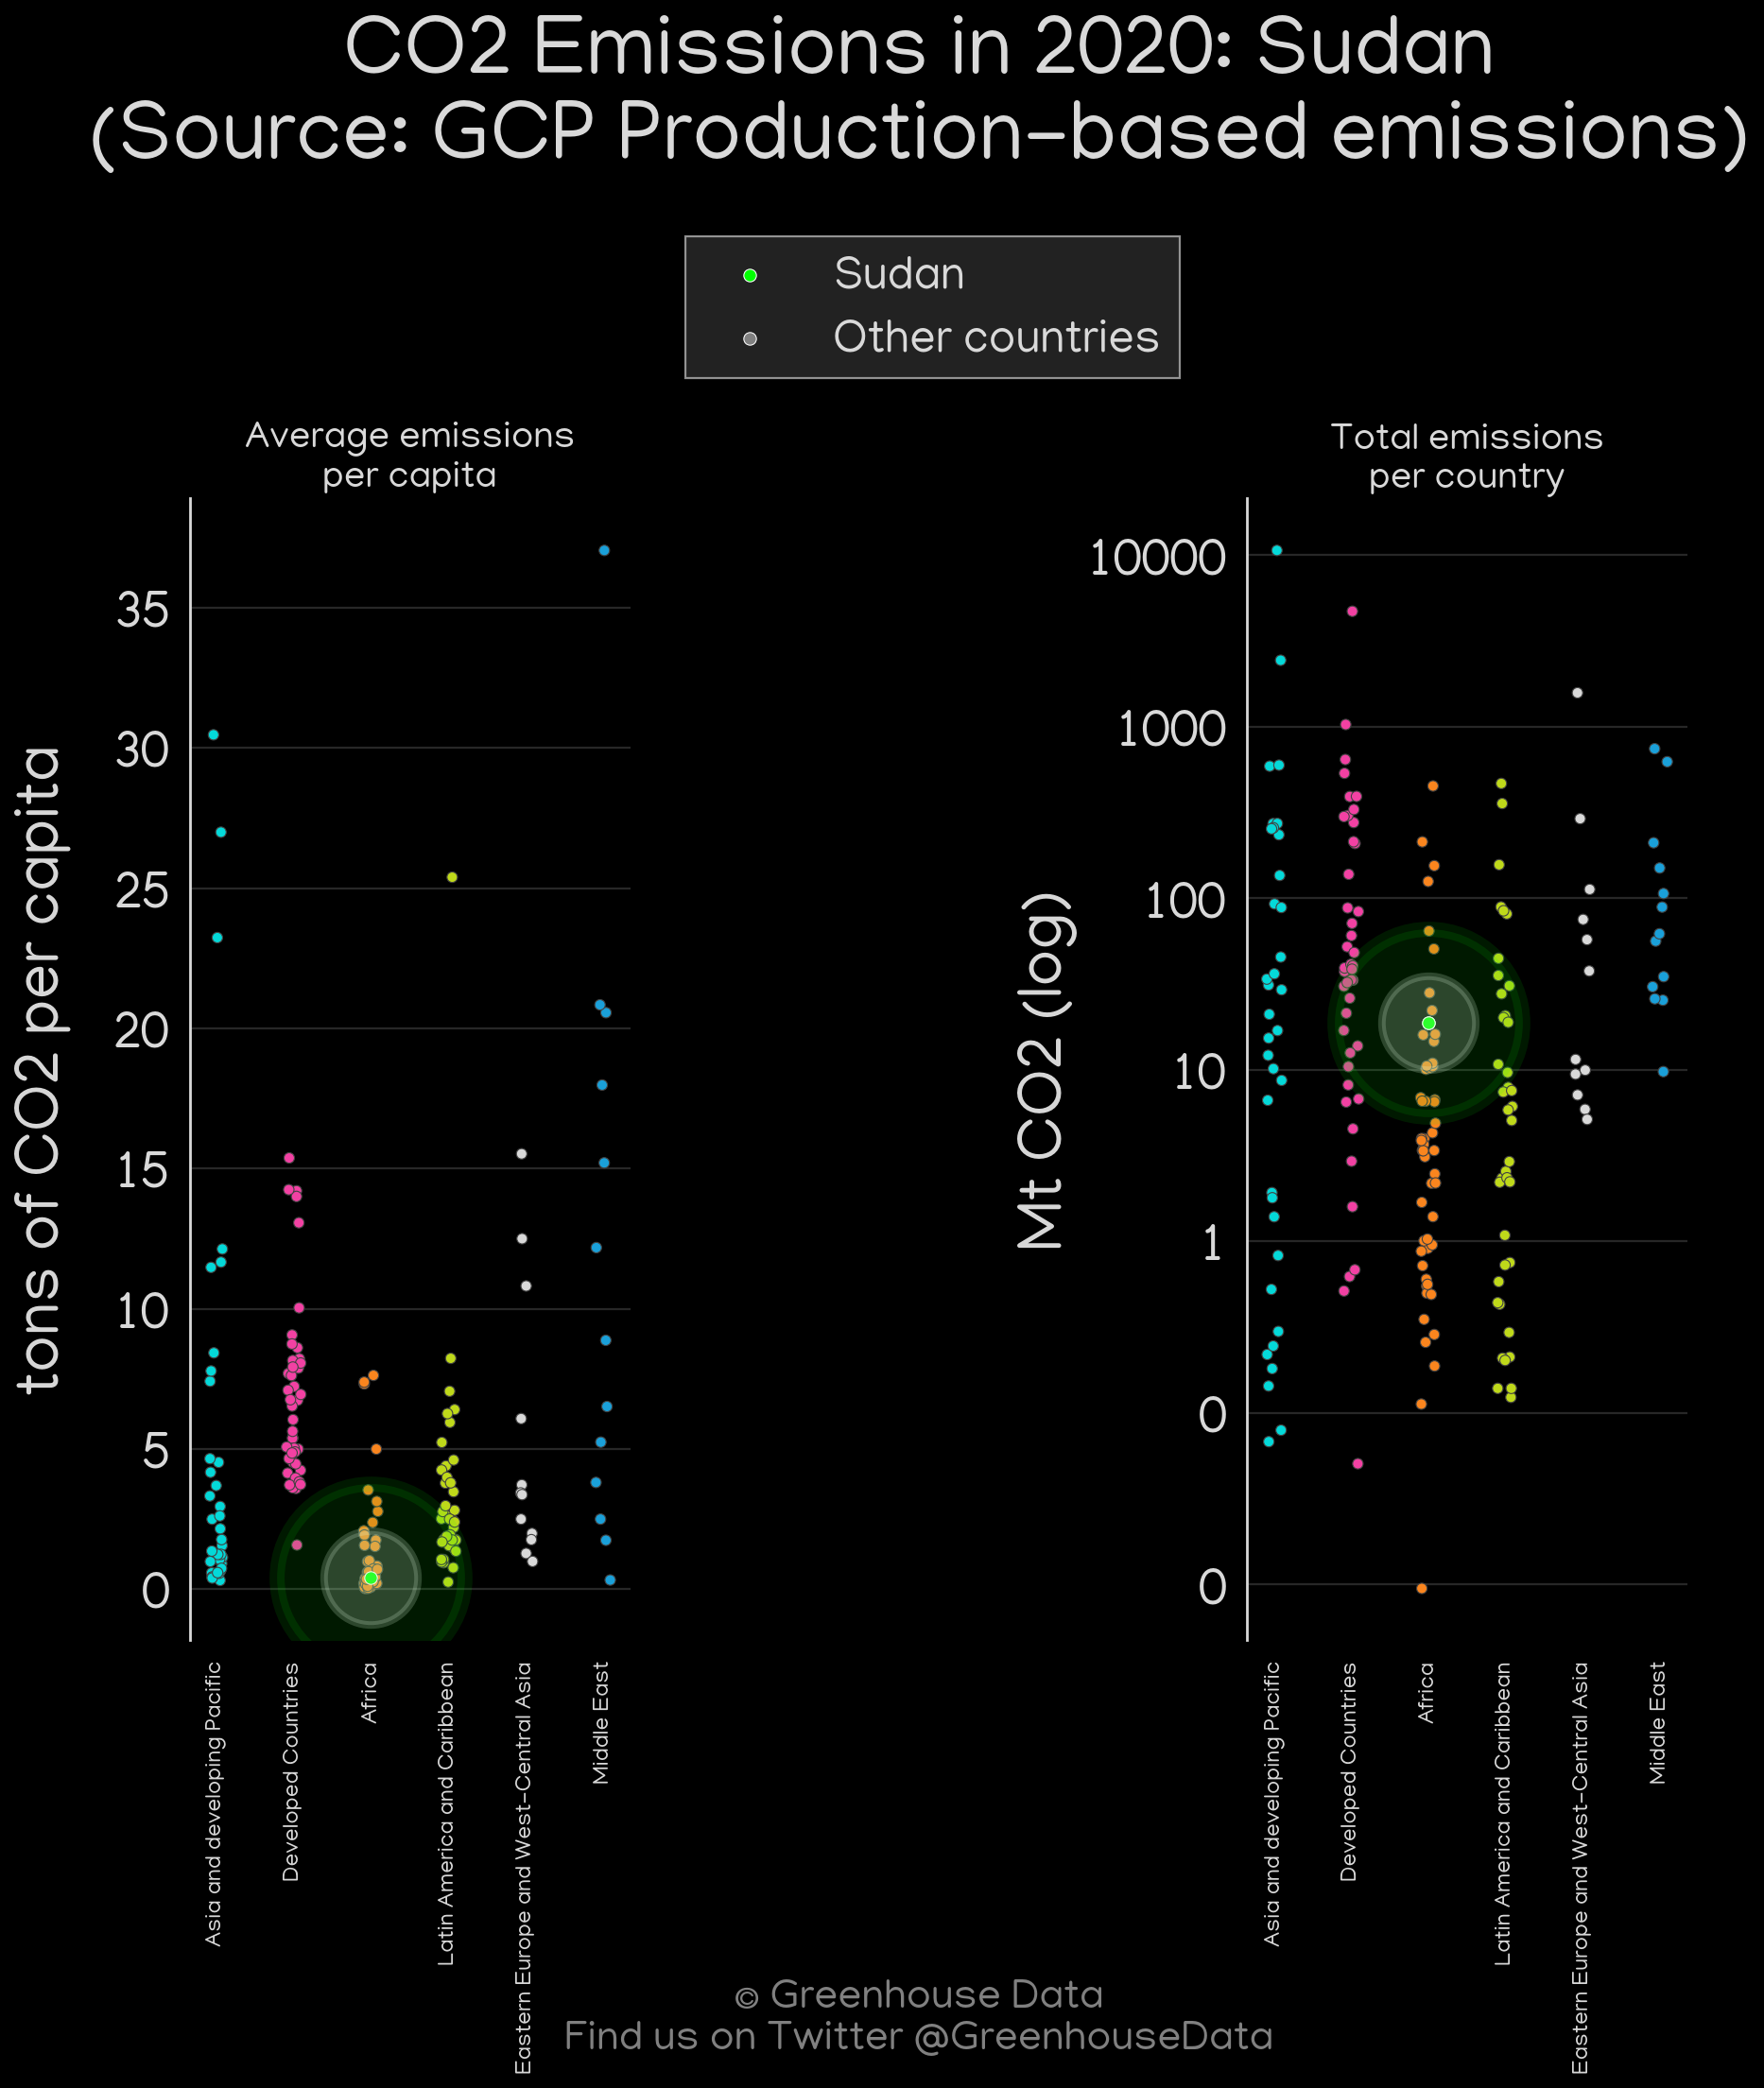 CO2 Emissions in 2020: Sudan
(Source: GCP Production-based emissions)
Sudan
Other countries
Average emissions
per capita
tons of CO2 per capita
35
30
25
20
15
10
5
0
Asia and developing Pacific
Developed Countries
Africa
Latin America and Caribbean
Eastern Europe and West-Central Asia
Middle East
Total emissions
per country
Mt CO2 (log)
10000
1000
100
10
1
0
0
Asia and developing Pacific
Developed Countries
Africa
Latin America and Caribbean
Eastern Europe and West-Central Asia
Middle East
© Greenhouse Data
Find us on Twitter @GreenhouseData